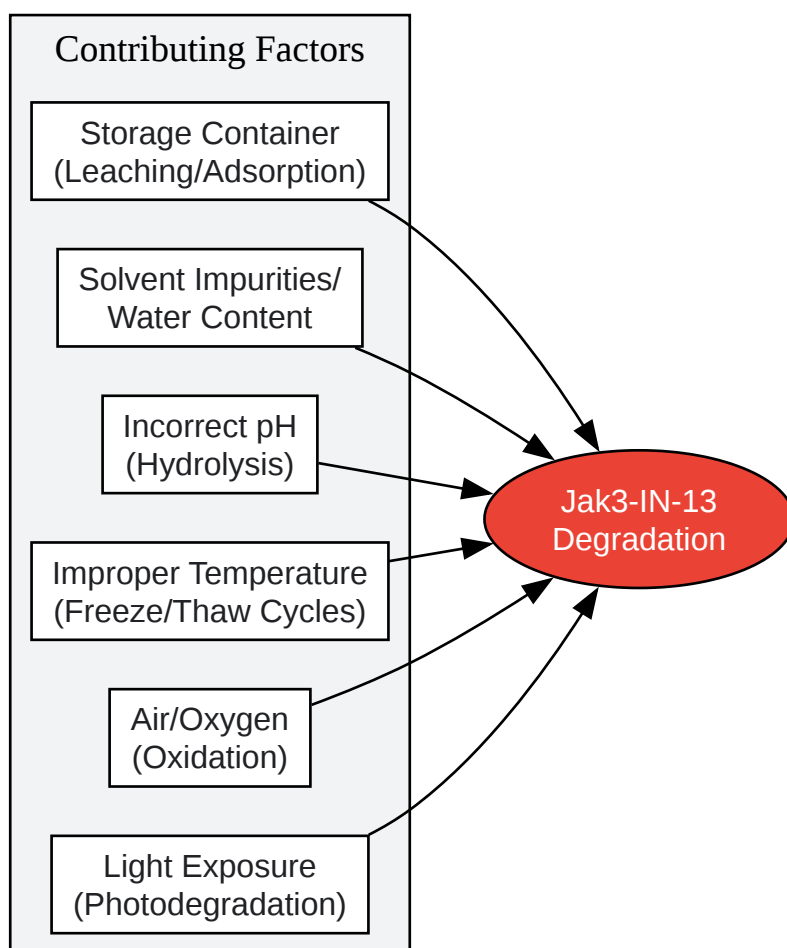 Contributing Factors
Storage Container
(Leaching/Adsorption)
Solvent Impurities/
Water Content
Incorrect pH
(Hydrolysis)
Improper Temperature
(Freeze/Thaw Cycles)
Air/Oxygen
(Oxidation)
Light Exposure
(Photodegradation)
Jak3-IN-13
Degradation